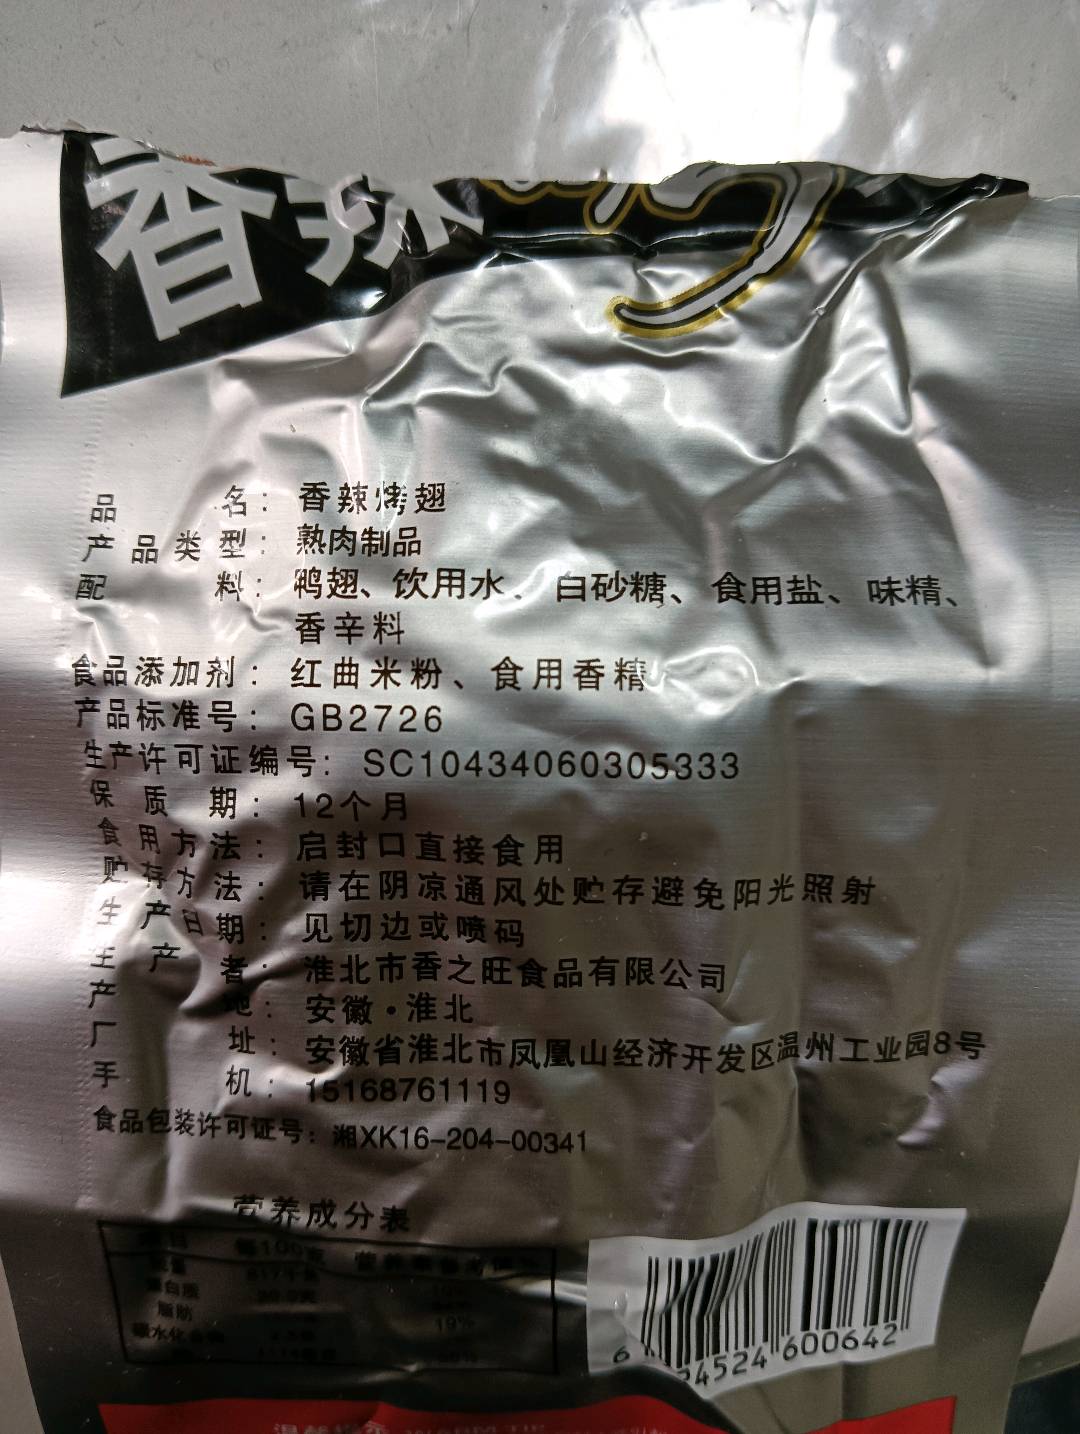 香辣
品名：香辣烤翅
产品类型：熟肉制品
配料：鸭翅、饮用水、白砂糖、食用盐、味精、
香辛料
食品添加剂：红曲米粉、食用香精
产品标准号：GB2726
生产许可证编号：SC10434060305333
保质期：12个月
食用方法：启封口直接食用
贮存方法：请在阴凉通风处贮存避免阳光照射
生产日期：见切边或喷码
生产者：淮北市香之旺食品有限公司
产地：安徽·淮北
厂址：安徽省淮北市凤凰山经济开发区温州工业园8号
手机：15168761119
食品包装许可证号：湘XK16-204-00341
营养成分表
项目 每100克
能量
蛋白质
脂肪 19%
碳水化合物
6 24524 600642